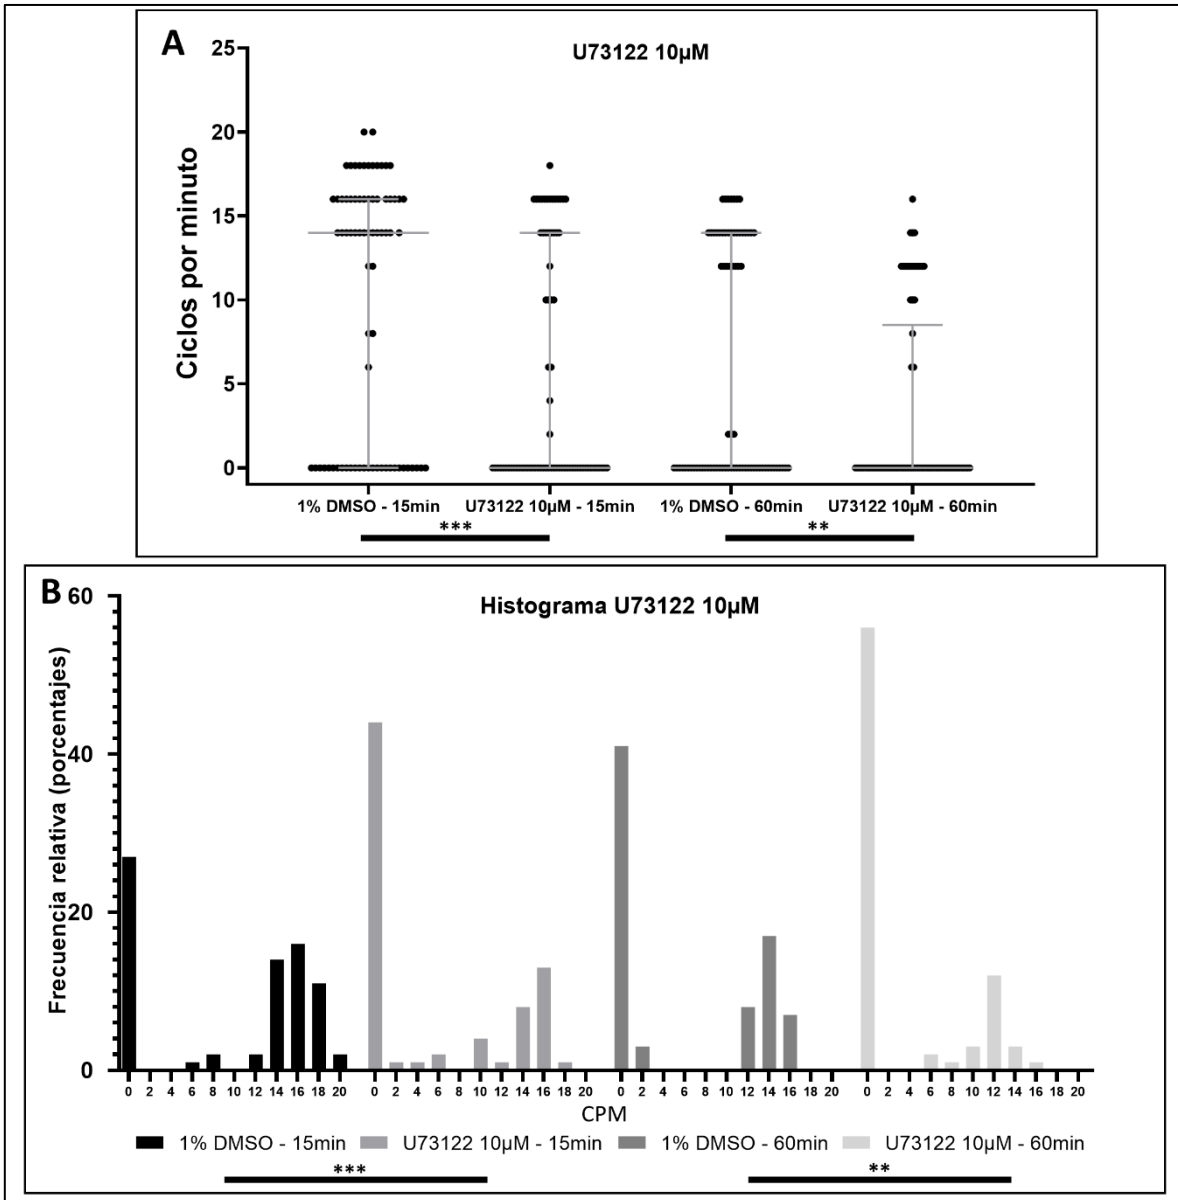 A
U73122 10µM
Ciclos por minuto
25
20
15
10
5
0
1% DMSO - 15min U73122 10µM - 15min 1% DMSO - 60min U73122 10µM - 60min
*** **
B
Histograma U73122 10µM
Frecuencia relativa (porcentajes)
60
40
20
0
0 2 4 6 8 10 12 14 16 18 20 0 2 4 6 8 10 12 14 16 18 20 0 2 4 6 8 10 12 14 16 18 20 0 2 4 6 8 10 12 14 16 18 20
CPM
1% DMSO - 15min U73122 10µM - 15min 1% DMSO - 60min U73122 10µM - 60min
*** **